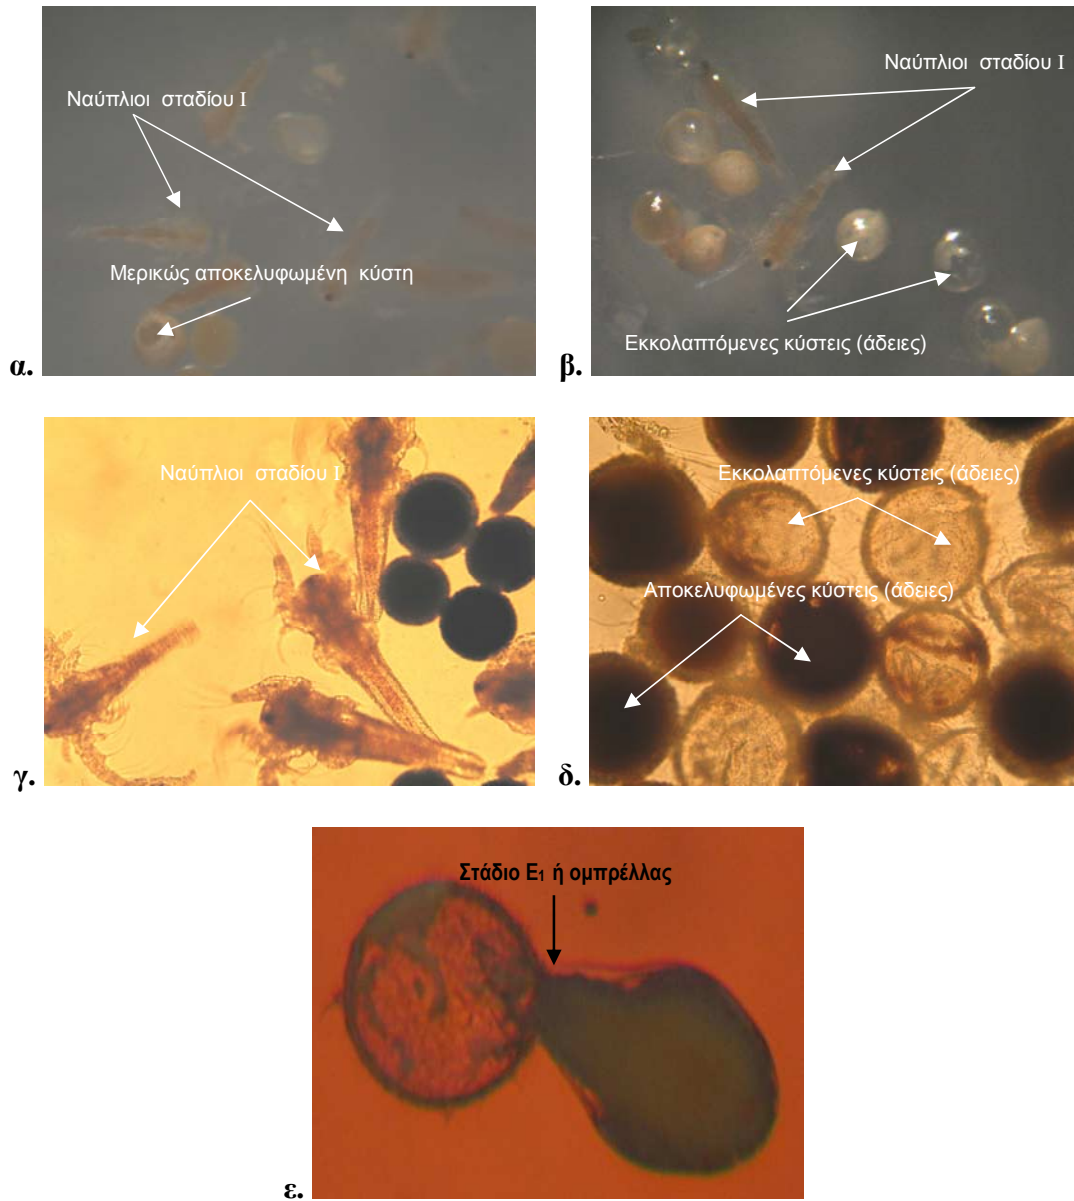 Ναύπλιοι σταδίου Ι
Μερικώς αποκελυφωμένη κύστη
α.
Ναύπλιοι σταδίου Ι
Εκκολαπτόμενες κύστεις (άδειες)
β.
Ναύπλιοι σταδίου Ι
γ.
Εκκολαπτόμενες κύστεις (άδειες)
Αποκελυφωμένες κύστεις (άδειες)
δ.
Στάδιο Ε₁ ή ομπρέλλας
ε.